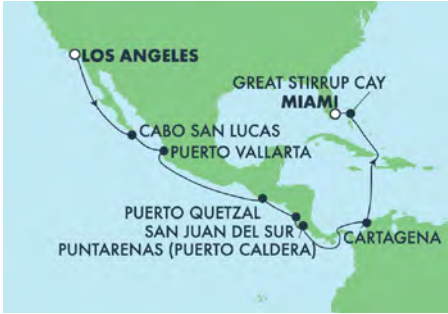 LOS ANGELES
GREAT STIRRUP CAY
MIAMI
CABO SAN LUCAS
PUERTO VALLARTA
PUERTO QUETZAL
SAN JUAN DEL SUR
PUNTARENAS (PUERTO CALDERA)
CARTAGENA